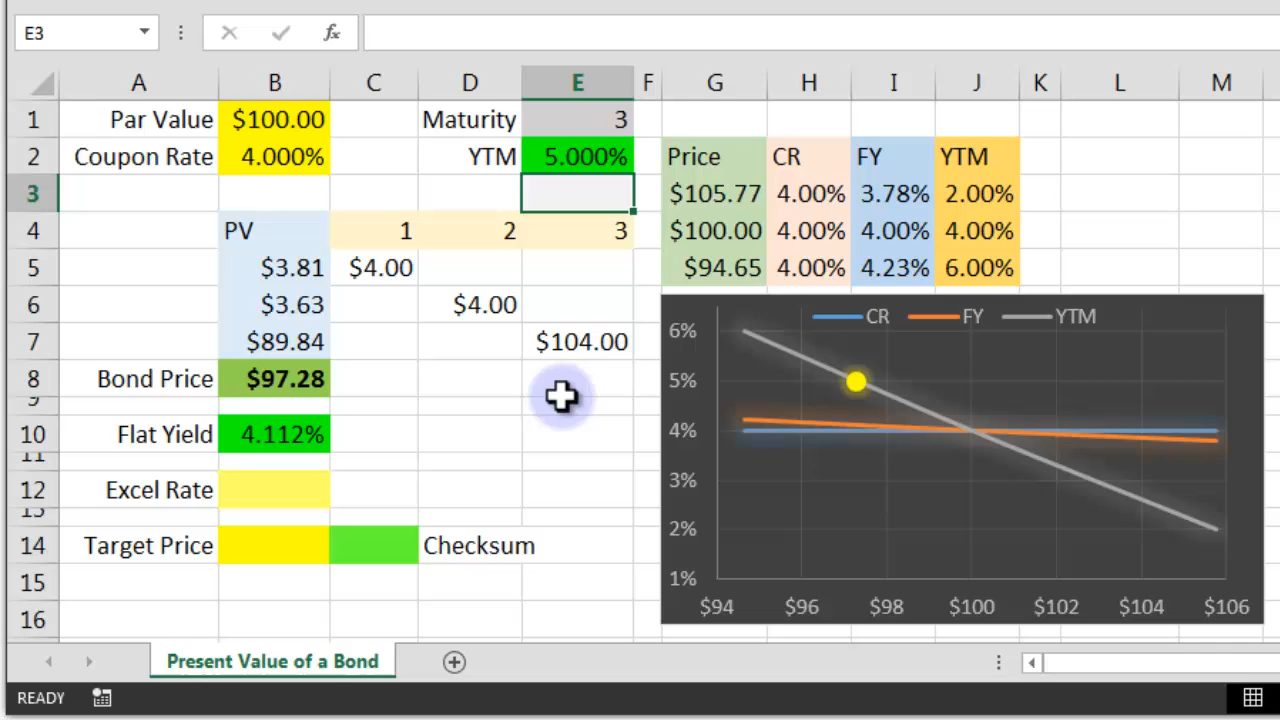 E3 fx
A B C D E F G H I J K L M
1 Par Value $100.00 Maturity 3
2 Coupon Rate 4.000% YTM 5.000% Price CR FY YTM
3 $105.77 4.00% 3.78% 2.00%
4 PV 1 2 3 $100.00 4.00% 4.00% 4.00%
5 $3.81 $4.00 $94.65 4.00% 4.23% 6.00%
6 $3.63 $4.00
7 $89.84 $104.00
8 Bond Price $97.28
9
10 Flat Yield 4.112%
11
12 Excel Rate
13
14 Target Price Checksum
15
16
CR FY YTM
6%
5%
4%
3%
2%
1%
$94 $96 $98 $100 $102 $104 $106
Present Value of a Bond
READY